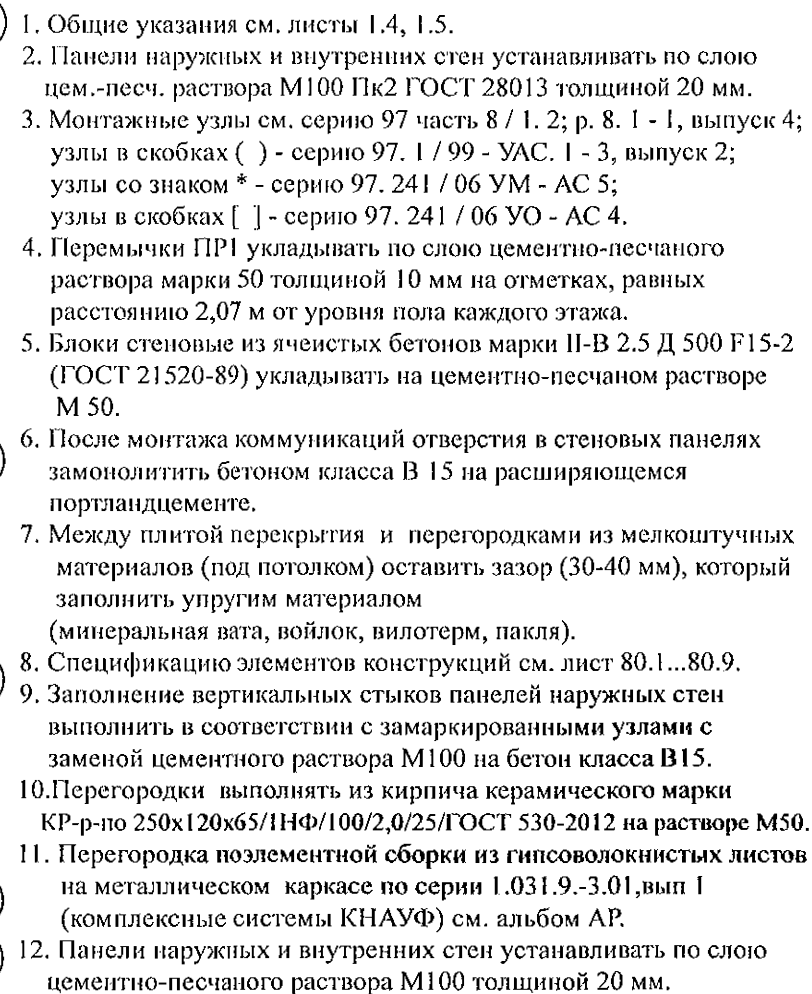 1. Общие указания см. листы 1.4, 1.5.
2. Панели наружных и внутренних стен устанавливать по слою
цем.-песч. раствора М100 Пк2 ГОСТ 28013 толщиной 20 мм.
3. Монтажные узлы см. серию 97 часть 8 / 1. 2; р. 8. 1 - 1, выпуск 4;
узлы в скобках ( ) - серию 97. 1 / 99 - УАС. 1 - 3, выпуск 2;
узлы со знаком * - серию 97. 241 / 06 УМ - АС 5;
узлы в скобках [ ] - серию 97. 241 / 06 УО - АС 4.
4. Перемычки ПР1 укладывать по слою цементно-песчаного
раствора марки 50 толщиной 10 мм на отметках, равных
расстоянию 2,07 м от уровня пола каждого этажа.
5. Блоки стеновые из ячеистых бетонов марки II-В 2.5 Д 500 F15-2
(ГОСТ 21520-89) укладывать на цементно-песчаном растворе
М 50.
6. После монтажа коммуникаций отверстия в стеновых панелях
замонолитить бетоном класса В 15 на расширяющемся
портландцементе.
7. Между плитой перекрытия и перегородками из мелкоштучных
материалов (под потолком) оставить зазор (30-40 мм), который
заполнить упругим материалом
(минеральная вата, войлок, вилотерм, пакля).
8. Спецификацию элементов конструкций см. лист 80.1...80.9.
9. Заполнение вертикальных стыков панелей наружных стен
выполнить в соответствии с замаркированными узлами с
заменой цементного раствора М100 на бетон класса В15.
10.Перегородки выполнять из кирпича керамического марки
КР-р-по 250х120х65/1НФ/100/2,0/25/ГОСТ 530-2012 на растворе М50.
11. Перегородка поэлементной сборки из гипсоволокнистых листов
на металлическом каркасе по серии 1.031.9.-3.01,вып 1
(комплексные системы КНАУФ) см. альбом АР.
12. Панели наружных и внутренних стен устанавливать по слою
цементно-песчаного раствора М100 толщиной 20 мм.